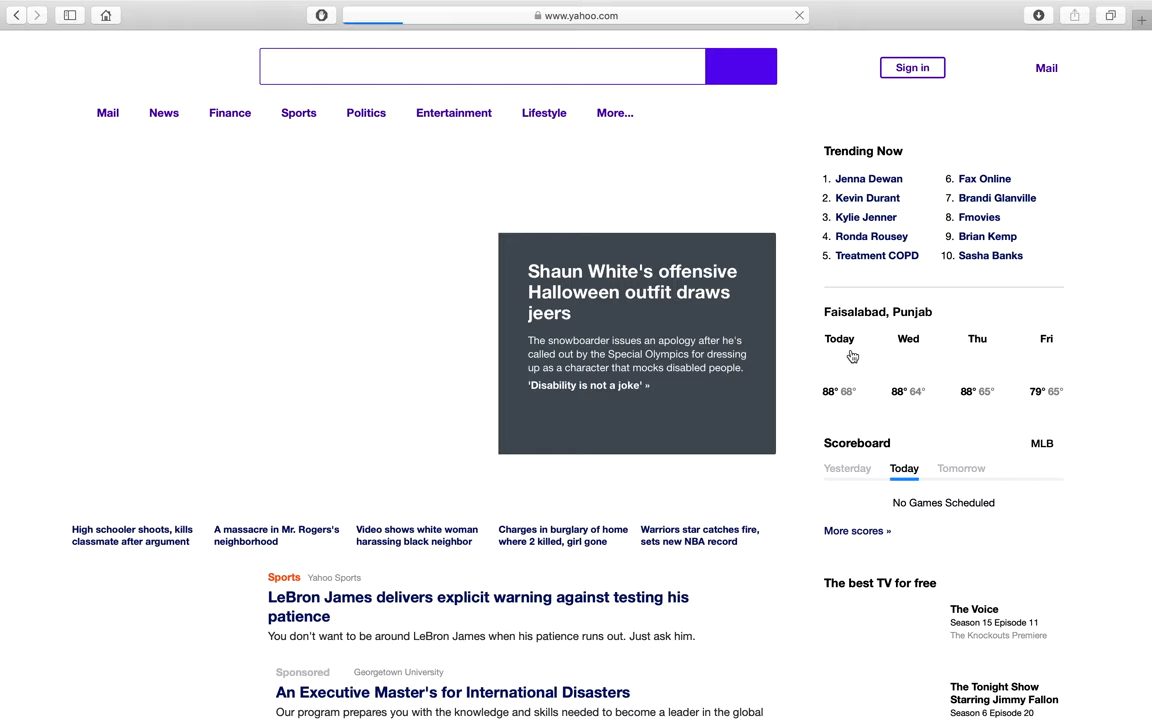 www.yahoo.com
Sign in
Mail
Mail News Finance Sports Politics Entertainment Lifestyle More...
Trending Now
1. Jenna Dewan
2. Kevin Durant
3. Kylie Jenner
4. Ronda Rousey
5. Treatment COPD
6. Fax Online
7. Brandi Glanville
8. Fmovies
9. Brian Kemp
10. Sasha Banks
Shaun White's offensive
Halloween outfit draws
jeers
The snowboarder issues an apology after he's
called out by the Special Olympics for dressing
up as a character that mocks disabled people.
'Disability is not a joke' »
Faisalabad, Punjab
Today Wed Thu Fri
88° 68° 88° 64° 88° 65° 79° 65°
Scoreboard MLB
Yesterday Today Tomorrow
No Games Scheduled
More scores »
High schooler shoots, kills
classmate after argument
A massacre in Mr. Rogers's
neighborhood
Video shows white woman
harassing black neighbor
Charges in burglary of home
where 2 killed, girl gone
Warriors star catches fire,
sets new NBA record
Sports Yahoo Sports
LeBron James delivers explicit warning against testing his
patience
You don't want to be around LeBron James when his patience runs out. Just ask him.
Sponsored Georgetown University
An Executive Master's for International Disasters
Our program prepares you with the knowledge and skills needed to become a leader in the global
The best TV for free
The Voice
Season 15 Episode 11
The Knockouts Premiere
The Tonight Show
Starring Jimmy Fallon
Season 6 Episode 20